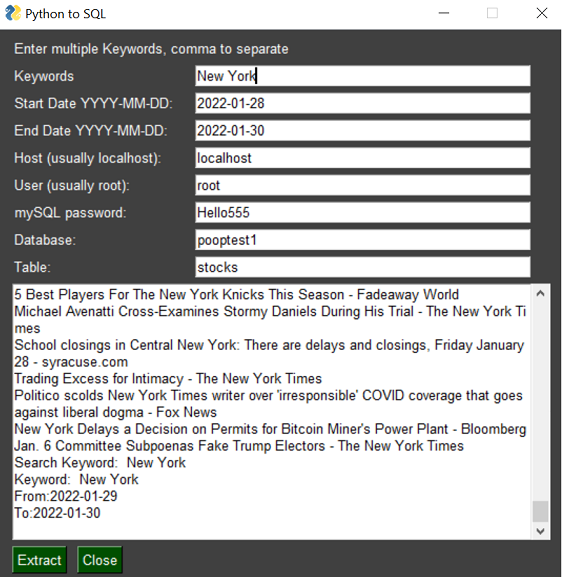 Python to SQL
Enter multiple Keywords, comma to separate
Keywords New York
Start Date YYYY-MM-DD: 2022-01-28
End Date YYYY-MM-DD: 2022-01-30
Host (usually localhost): localhost
User (usually root): root
mySQL password: Hello555
Database: pooptest1
Table: stocks
5 Best Players For The New York Knicks This Season - Fadeaway World
Michael Avenatti Cross-Examines Stormy Daniels During His Trial - The New York Ti
mes
School closings in Central New York: There are delays and closings, Friday January
28 - syracuse.com
Trading Excess for Intimacy - The New York Times
Politico scolds New York Times writer over 'irresponsible' COVID coverage that goes
against liberal dogma - Fox News
New York Delays a Decision on Permits for Bitcoin Miner's Power Plant - Bloomberg
Jan. 6 Committee Subpoenas Fake Trump Electors - The New York Times
Search Keyword:  New York
Keyword:  New York
From:2022-01-29
To:2022-01-30
Extract Close